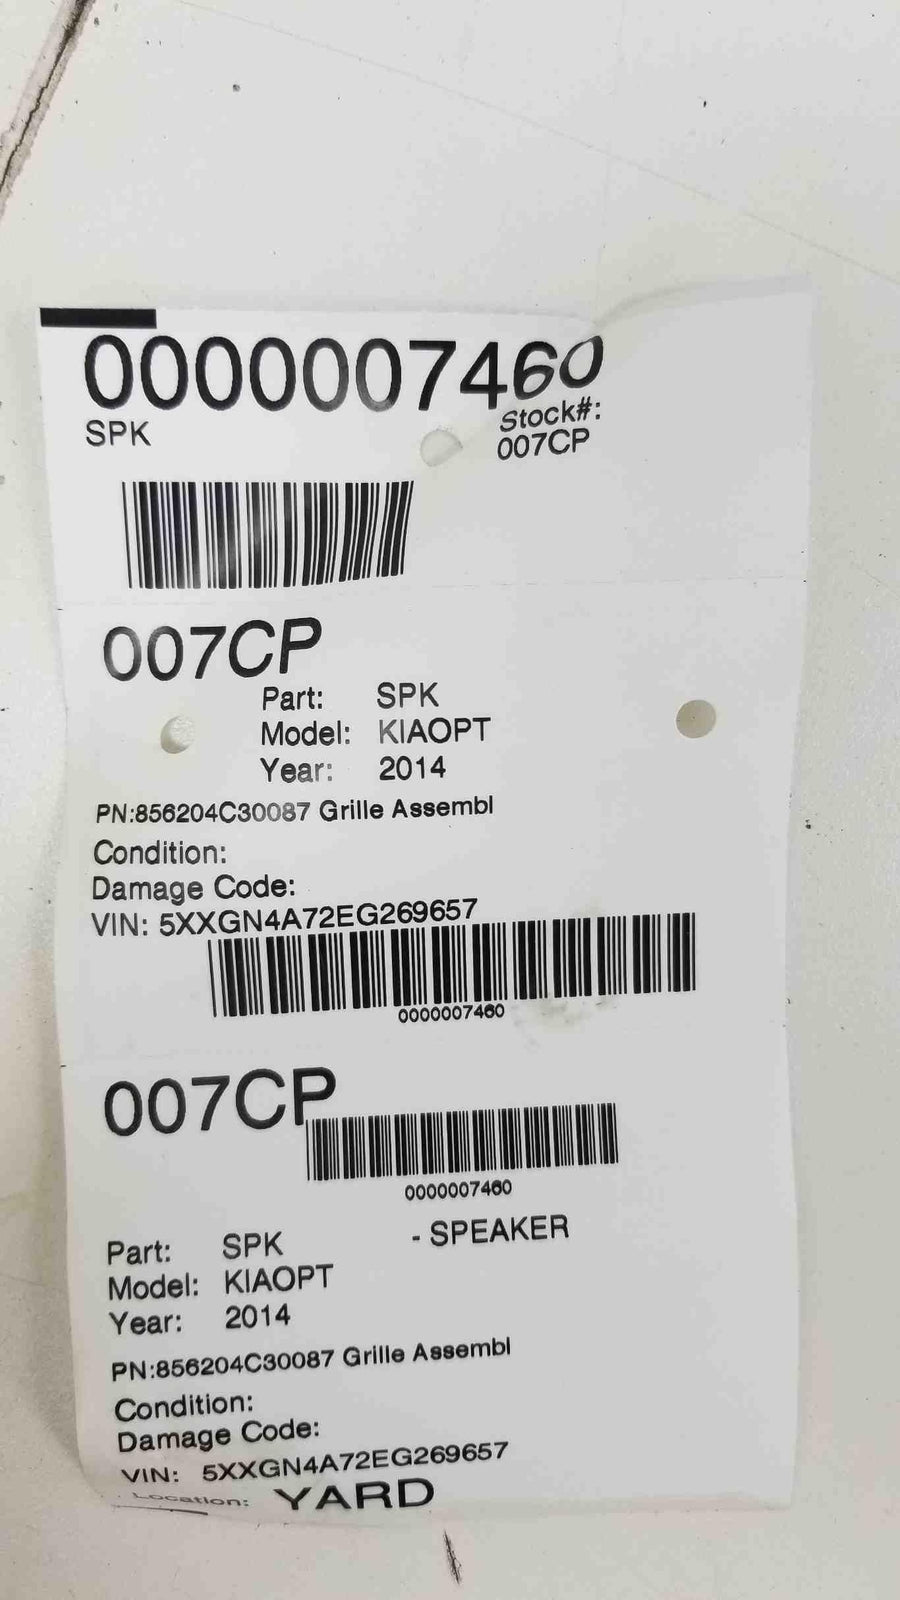 0000007460
SPK
Stock#:
007CP
007CP
Part: SPK
Model: KIAOPT
Year: 2014
PN:856204C30087 Grille Assembl
Condition:
Damage Code:
VIN: 5XXGN4A72EG269657
0000007460
007CP
0000007460
Part: SPK - SPEAKER
Model: KIAOPT
Year: 2014
PN:856204C30087 Grille Assembl
Condition:
Damage Code:
VIN: 5XXGN4A72EG269657
Location: YARD